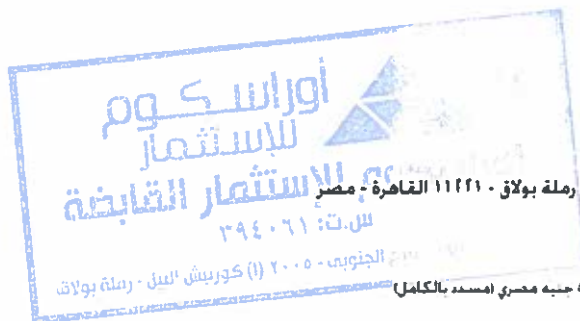 أوراسكوم
للإستثمار
للإستثمار القابضة
رملة بولاق - ١١٢٢١ القاهرة - مصر
س.ت: ٣٩٤٠٦١
الجنوبي - ٢٠٠٥ (أ) كورنيش النيل - رملة بولاق
جنيه مصري (مسدد بالكامل)